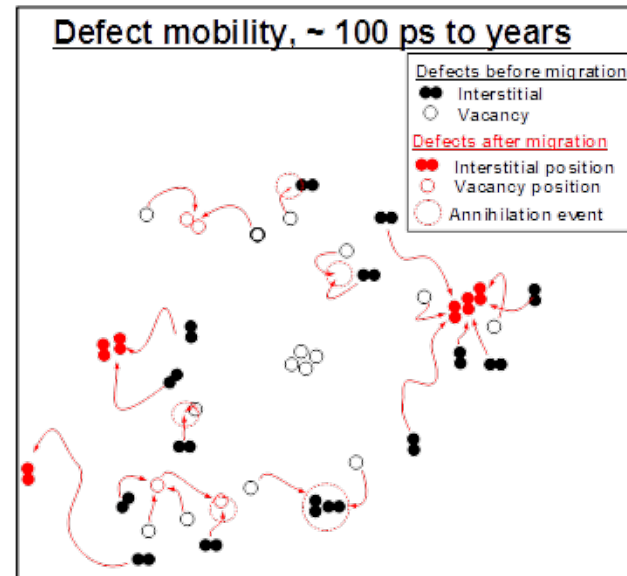 Defect mobility, ~ 100 ps to years
Defects before migration
Interstitial
Vacancy
Defects after migration
Interstitial position
Vacancy position
Annihilation event